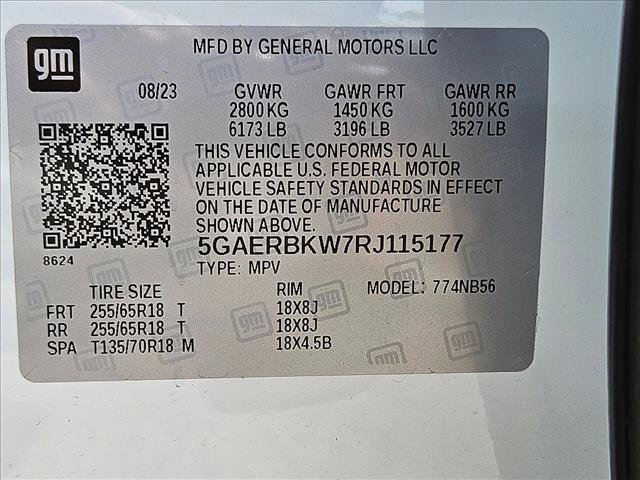 gm
MFD BY GENERAL MOTORS LLC
08/23 GVWR GAWR FRT GAWR RR
2800 KG 1450 KG 1600 KG
6173 LB 3196 LB 3527 LB
THIS VEHICLE CONFORMS TO ALL
APPLICABLE U.S. FEDERAL MOTOR
VEHICLE SAFETY STANDARDS IN EFFECT
ON THE DATE OF MANUFACTURE
SHOWN ABOVE.
8624
5GAERBKW7RJ115177
TYPE: MPV
TIRE SIZE RIM MODEL: 774NB56
FRT 255/65R18 T 18X8J
RR 255/65R18 T 18X8J
SPA T135/70R18 M 18X4.5B